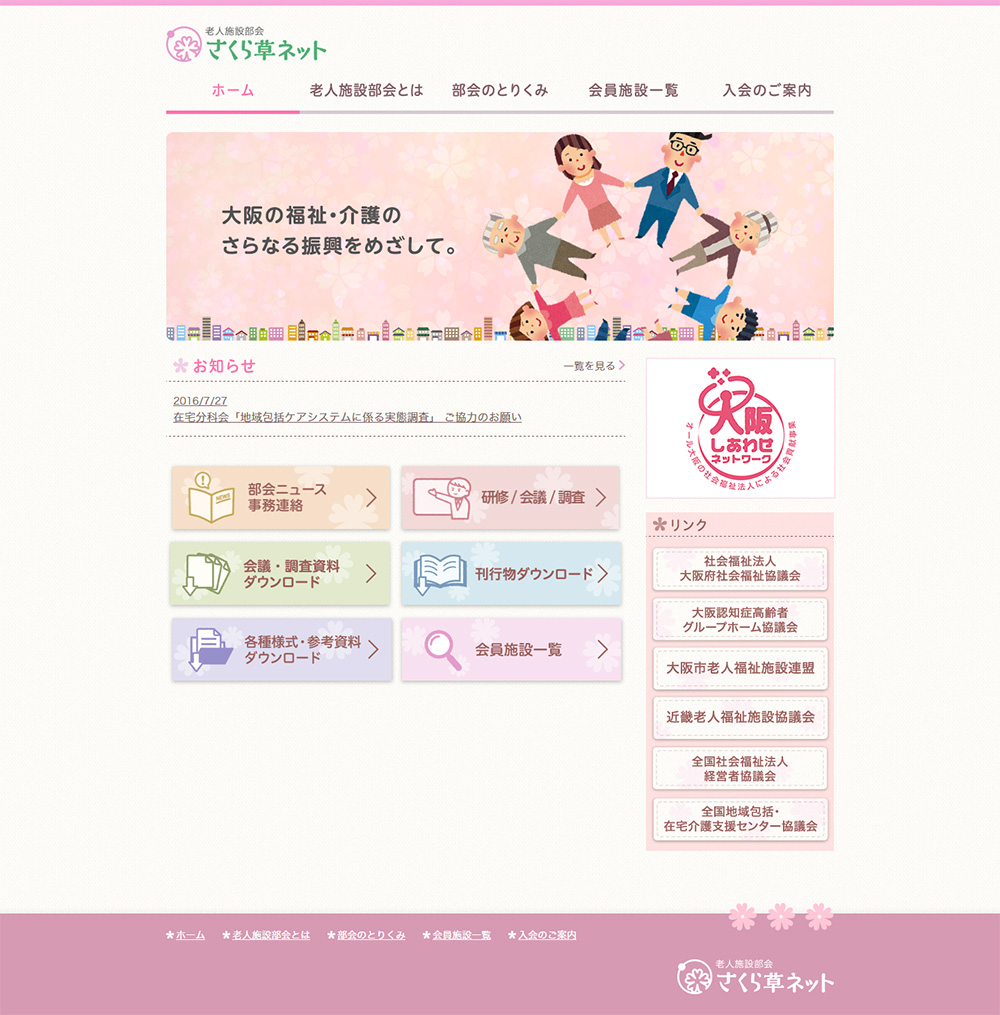 老人施設部会
さくら草ネット
ホーム
老人施設部会とは
部会のとりくみ
会員施設一覧
入会のご案内
大阪の福祉・介護の
さらなる振興をめざして。
お知らせ
一覧を見る
2016/7/27
在宅分科会「地域包括ケアシステムに係る実態調査」 ご協力のお願い
NEWS
部会ニュース
事務連絡
研修 / 会議 / 調査
会議・調査資料
ダウンロード
刊行物ダウンロード
各種様式・参考資料
ダウンロード
会員施設一覧
大阪
しあわせ
ネットワーク
オール大阪の社会福祉法人による社会貢献事業
リンク
社会福祉法人
大阪府社会福祉協議会
大阪認知症高齢者
グループホーム協議会
大阪市老人福祉施設連盟
近畿老人福祉施設協議会
全国社会福祉法人
経営者協議会
全国地域包括・
在宅介護支援センター協議会
ホーム
老人施設部会とは
部会のとりくみ
会員施設一覧
入会のご案内
老人施設部会
さくら草ネット